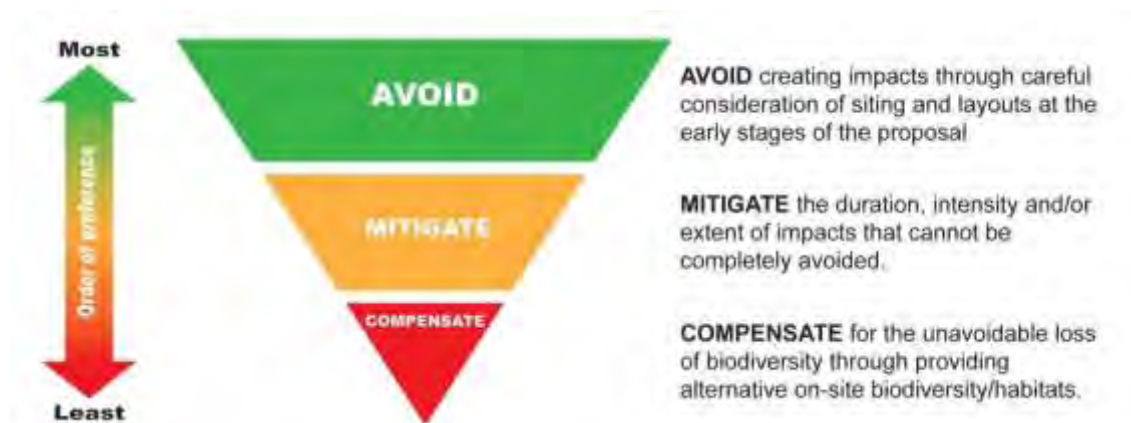 Most
Order of preference
Least
AVOID
MITIGATE
COMPENSATE
AVOID creating impacts through careful
consideration of siting and layouts at the
early stages of the proposal
MITIGATE the duration, intensity and/or
extent of impacts that cannot be
completely avoided.
COMPENSATE for the unavoidable loss
of biodiversity through providing
alternative on-site biodiversity/habitats.